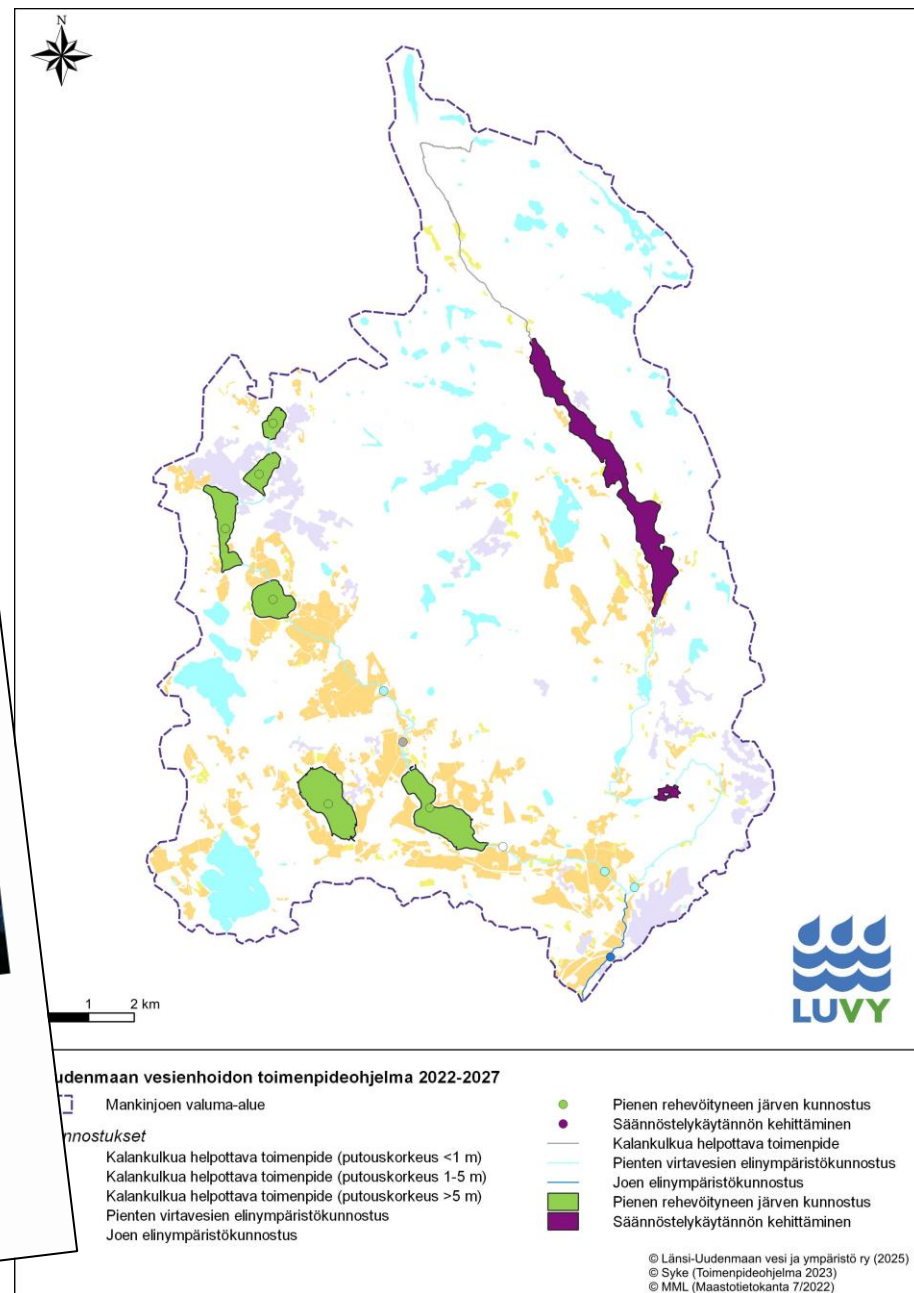 N
1 2 km
LUVY
udenmaan vesienhoidon toimenpideohjelma 2022-2027
Mankinjoen valuma-alue
nnostukset
Kalankulkua helpottava toimenpide (putouskorkeus <1 m)
Kalankulkua helpottava toimenpide (putouskorkeus 1-5 m)
Kalankulkua helpottava toimenpide (putouskorkeus >5 m)
Pienten virtavesien elinympäristökunnostus
Joen elinympäristökunnostus
Pienen rehevöityneen järven kunnostus
Säännöstelykäytännön kehittäminen
Kalankulkua helpottava toimenpide
Pienten virtavesien elinympäristökunnostus
Joen elinympäristökunnostus
Pienen rehevöityneen järven kunnostus
Säännöstelykäytännön kehittäminen
© Länsi-Uudenmaan vesi ja ympäristö ry (2025)
© Syke (Toimenpideohjelma 2023)
© MML (Maastotietokanta 7/2022)